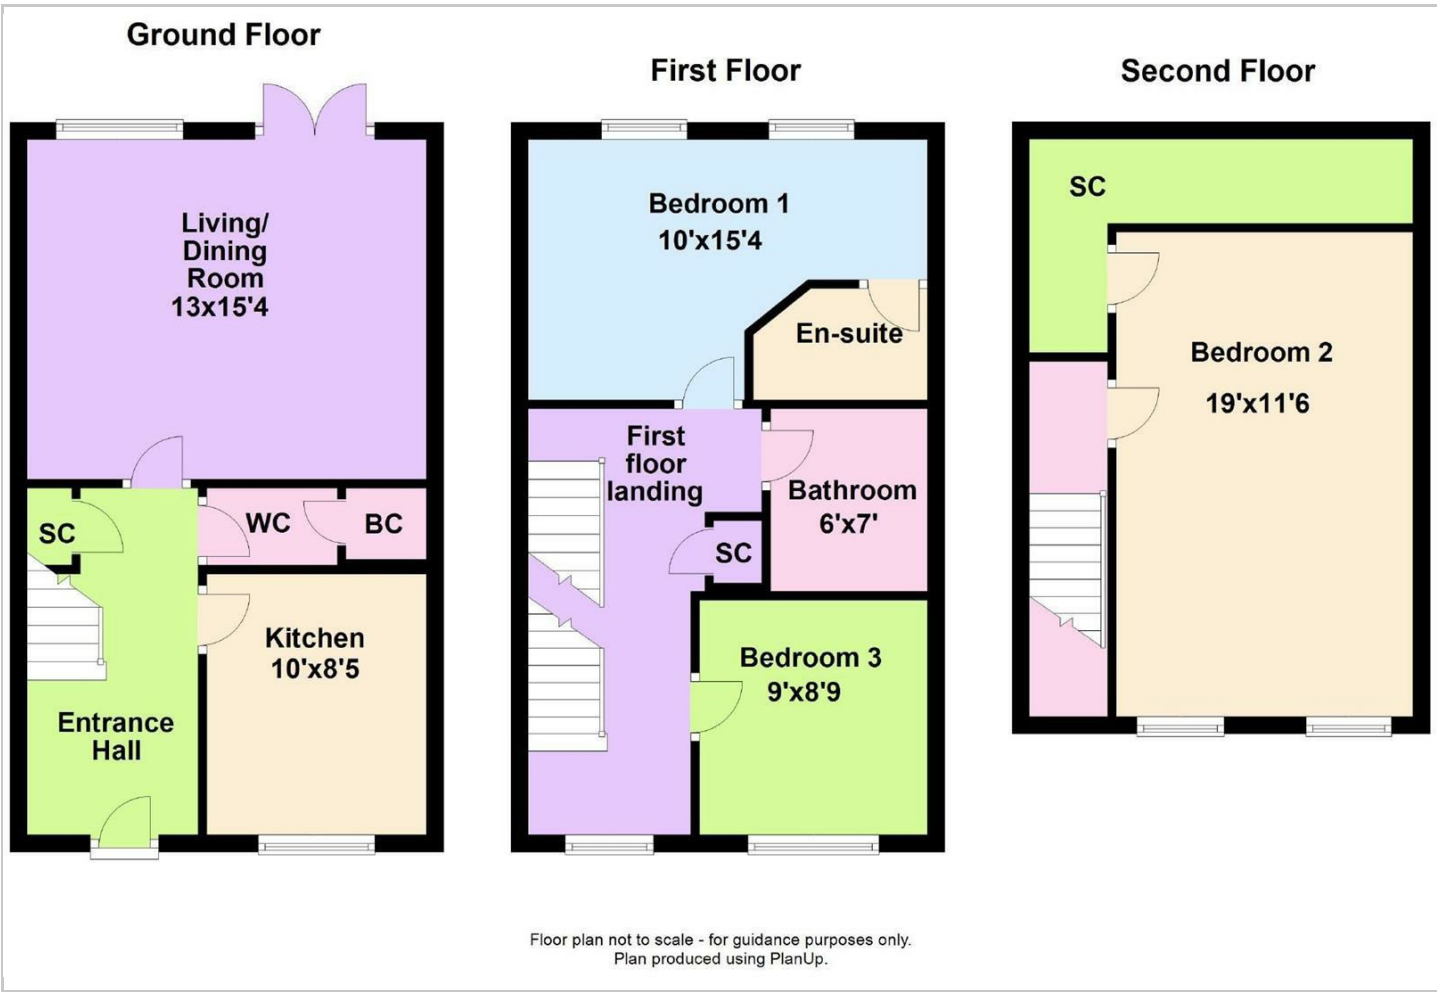 Ground Floor
First Floor
Second Floor
Living/
Dining
Room
13x15'4
SC
WC
BC
Kitchen
10'x8'5
Entrance
Hall
Bedroom 1
10'x15'4
En-suite
First
floor
landing
Bathroom
6'x7'
SC
Bedroom 3
9'x8'9
SC
Bedroom 2
19'x11'6
Floor plan not to scale - for guidance purposes only.
Plan produced using PlanUp.